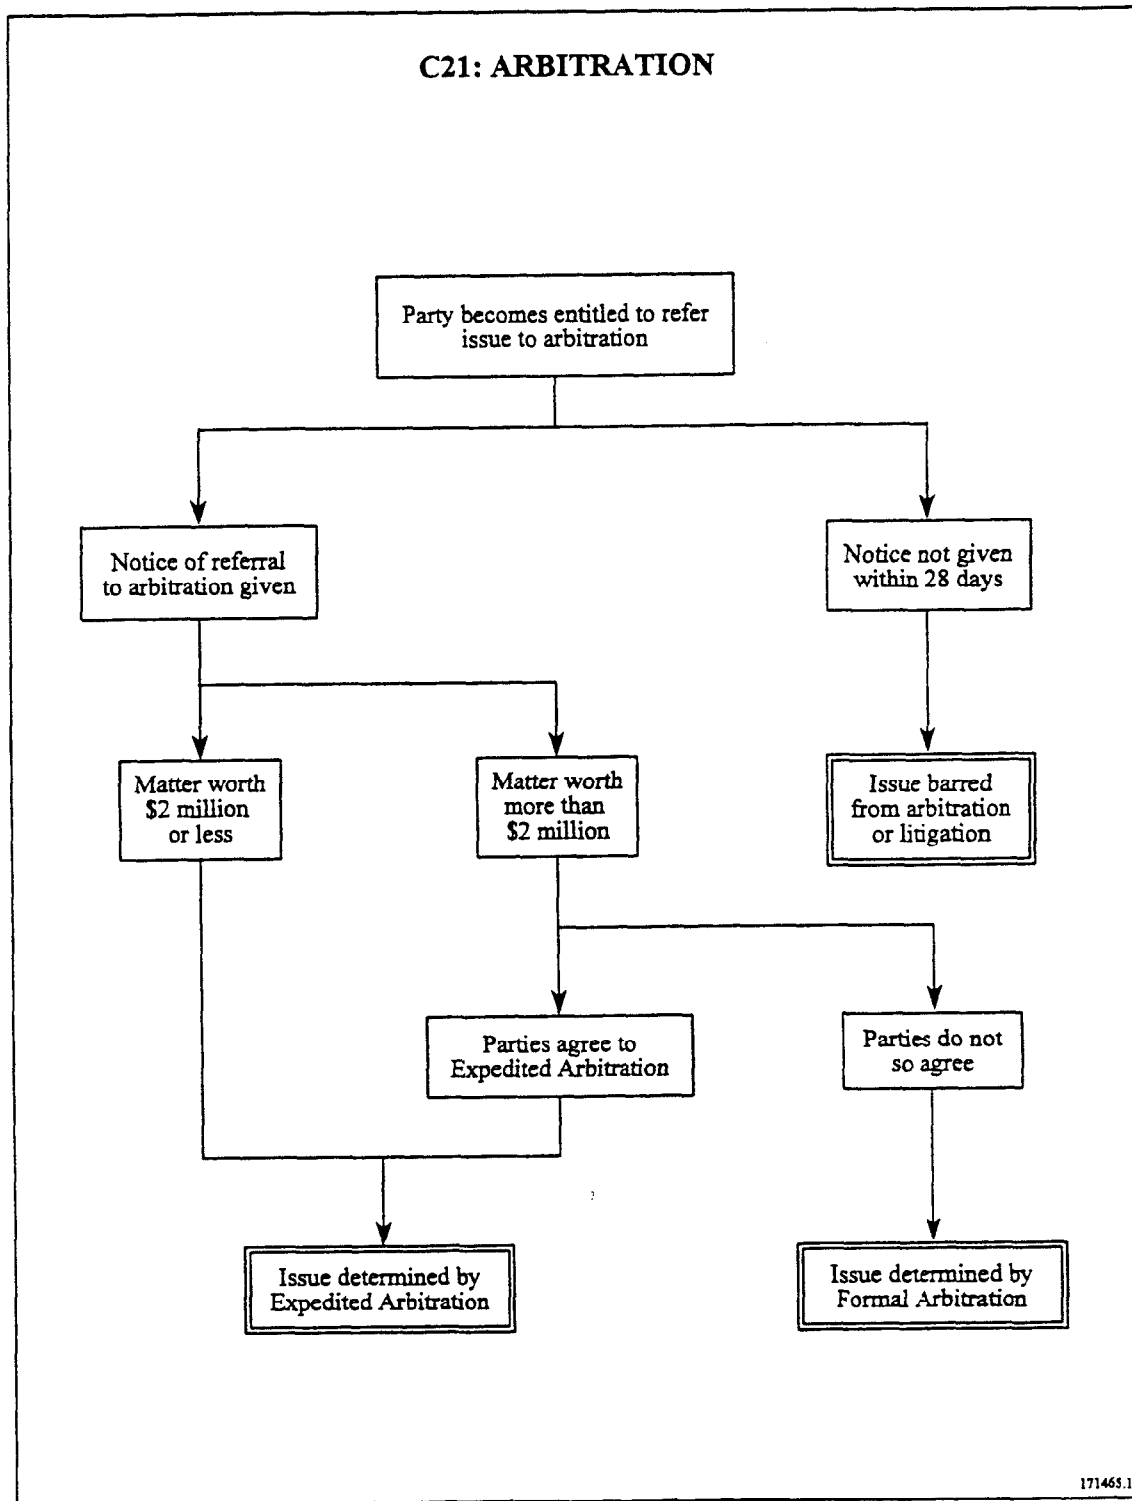 C21: ARBITRATION
Party becomes entitled to refer
issue to arbitration
Notice of referral
to arbitration given
Notice not given
within 28 days
Matter worth
$2 million
or less
Matter worth
more than
$2 million
Issue barred
from arbitration
or litigation
Parties agree to
Expedited Arbitration
Parties do not
so agree
Issue determined by
Expedited Arbitration
Issue determined by
Formal Arbitration
171465.1